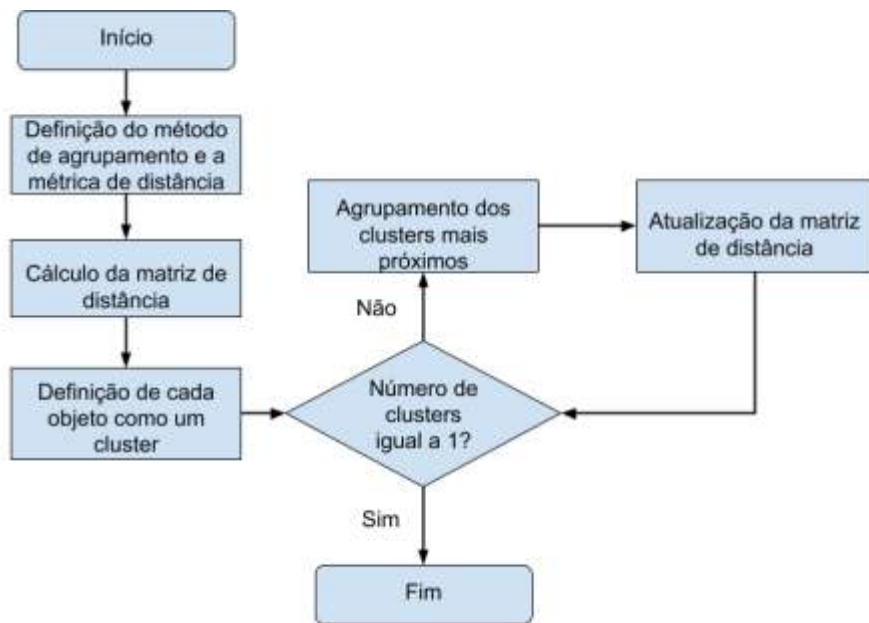 Início
Definição do método
de agrupamento e a
métrica de distância
Cálculo da matriz de
distância
Definição de cada
objeto como um
cluster
Número de
clusters
igual a 1?
Não
Agrupamento dos
clusters mais
próximos
Atualização da matriz
de distância
Sim
Fim